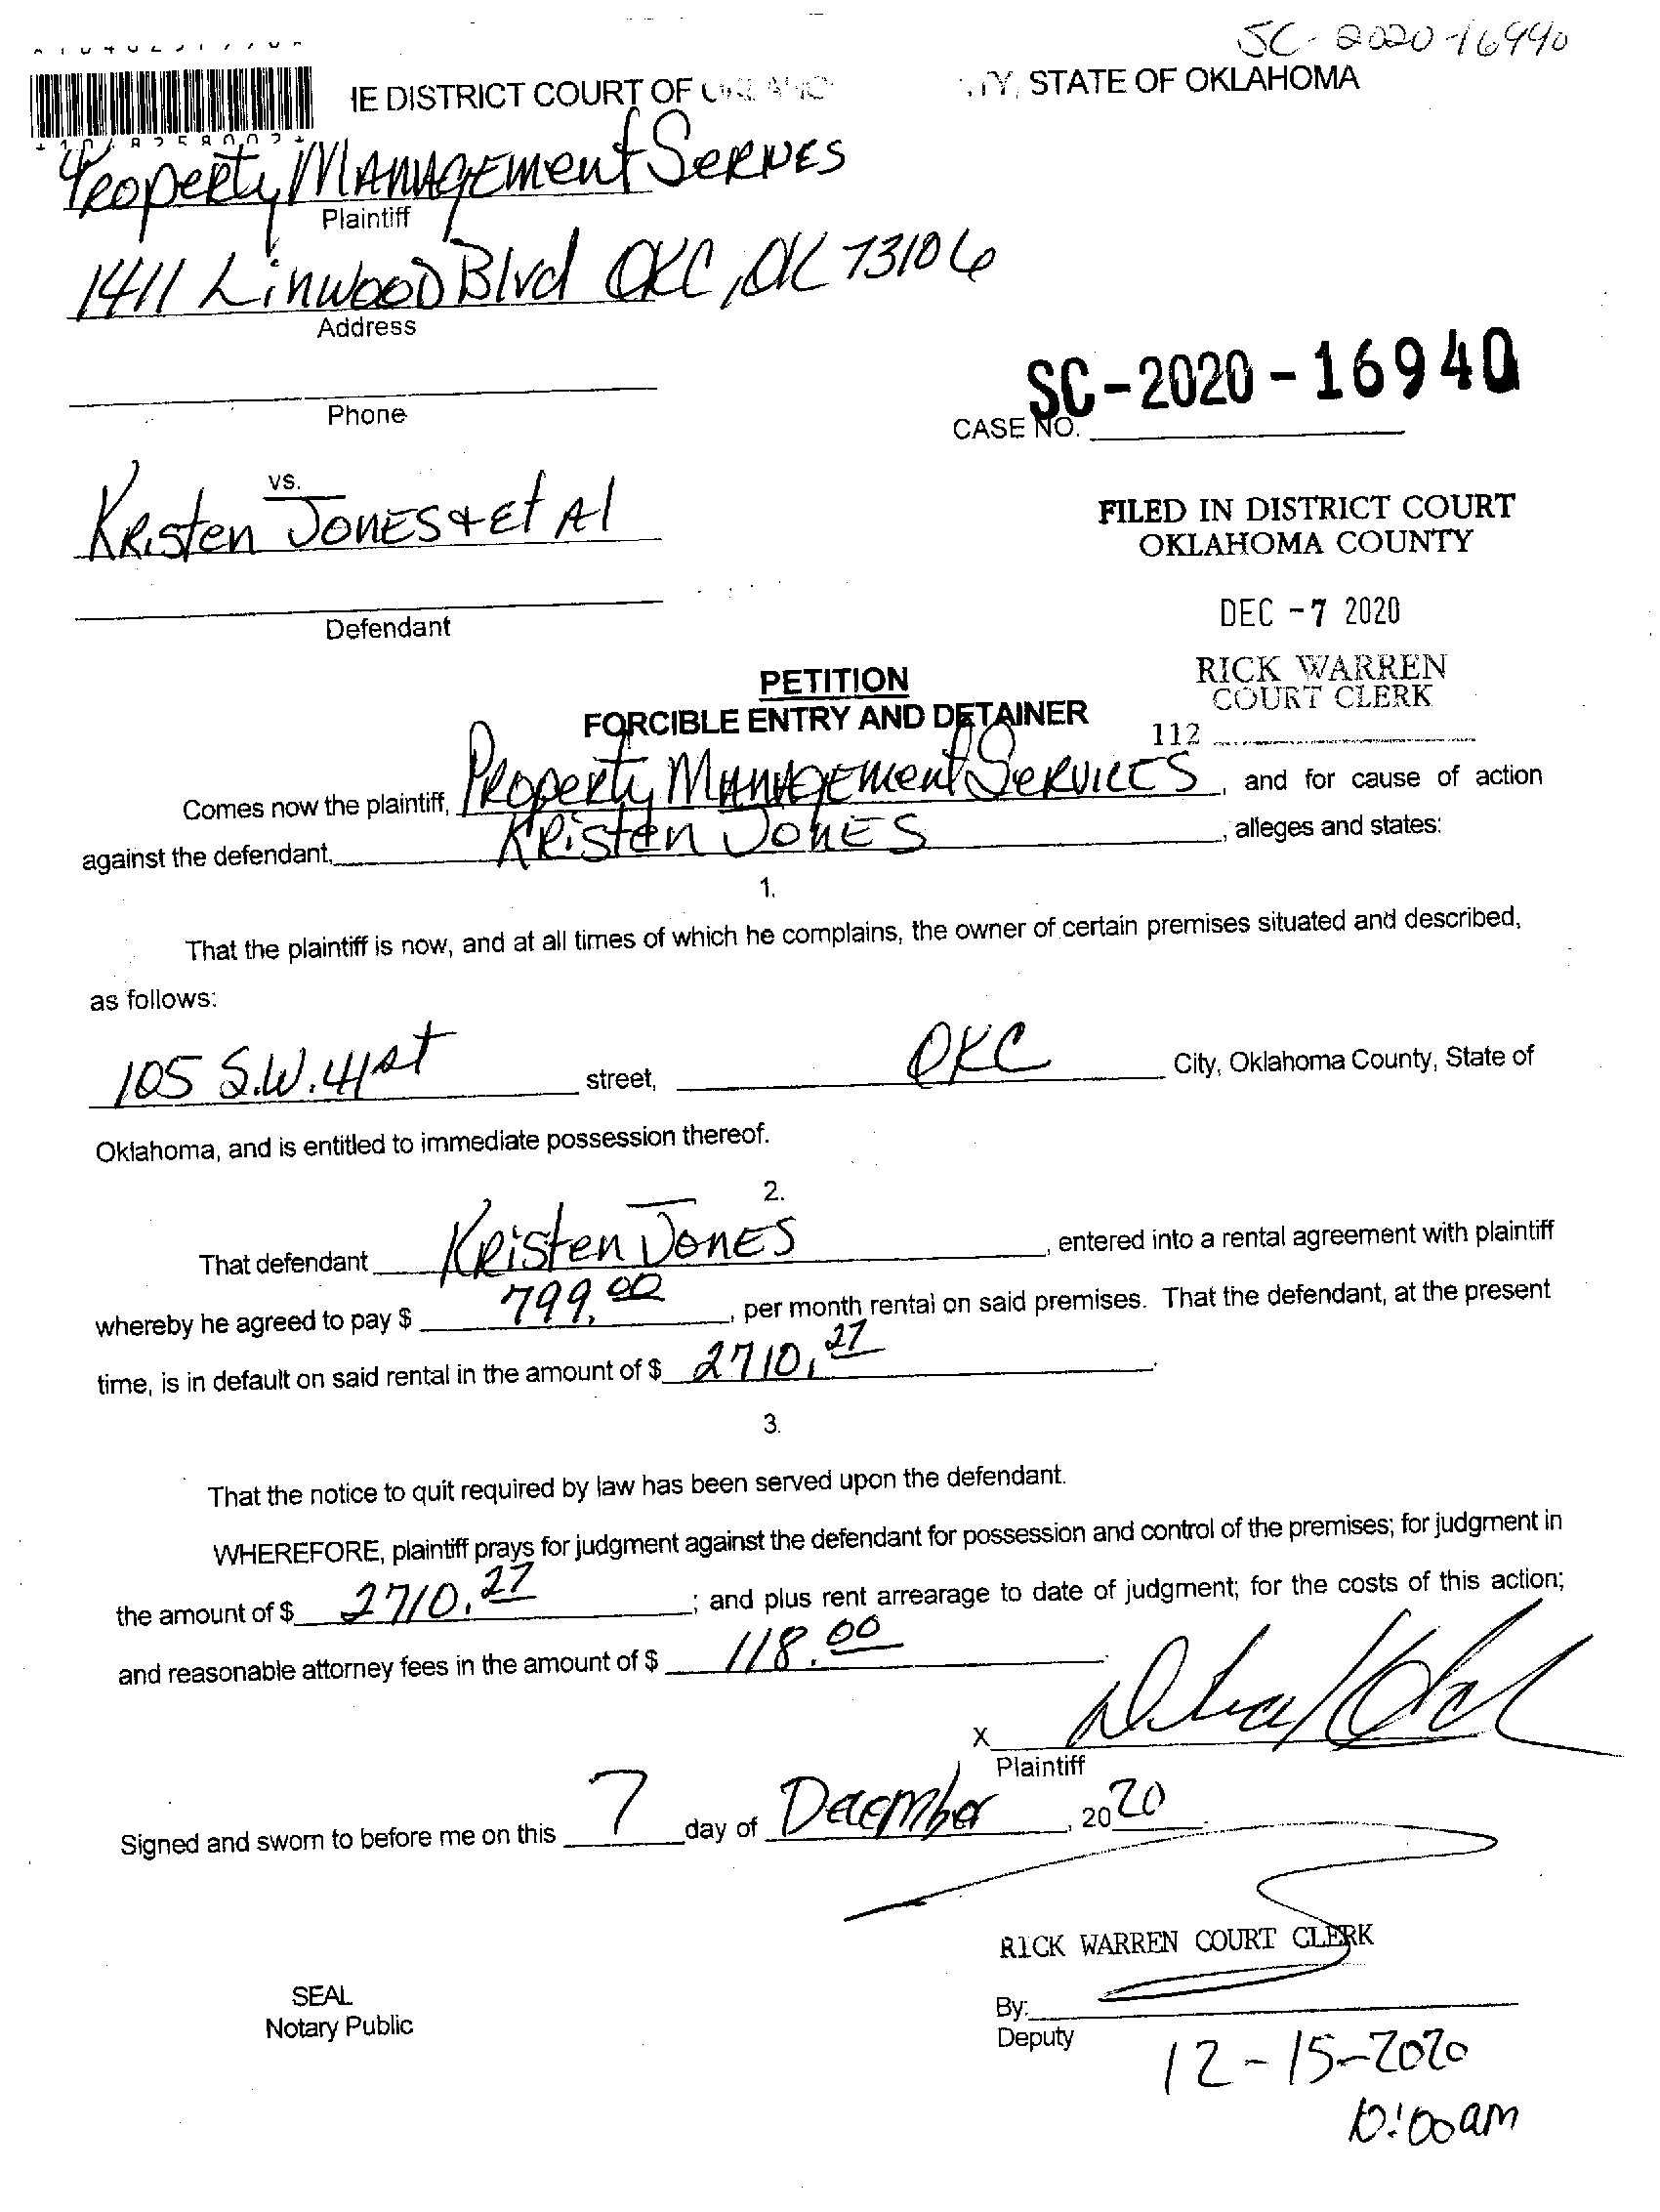 SC-2020-16940
IE DISTRICT COURT OF STATE OF OKLAHOMA
Property Management Servies
Plaintiff
1411 Linwood Blvd OKC, OK 73106
Address
Phone
SC-2020-16940
CASE NO.
vs.
Kristen Jones & Et Al
Defendant
FILED IN DISTRICT COURT
OKLAHOMA COUNTY
DEC -7 2020
RICK WARREN
COURT CLERK
112
PETITION
FORCIBLE ENTRY AND DETAINER
Comes now the plaintiff, Property Management Services, and for cause of action
against the defendant, Kristen Jones, alleges and states:
1.
That the plaintiff is now, and at all times of which he complains, the owner of certain premises situated and described,
as follows:
105 S.W. 41st street, OKC City, Oklahoma County, State of
Oklahoma, and is entitled to immediate possession thereof.
2.
That defendant Kristen Jones, entered into a rental agreement with plaintiff
whereby he agreed to pay $ 799.00, per month rental on said premises. That the defendant, at the present
time, is in default on said rental in the amount of $ 2710.27.
3.
That the notice to quit required by law has been served upon the defendant.
WHEREFORE, plaintiff prays for judgment against the defendant for possession and control of the premises; for judgment in
the amount of $ 2710.27; and plus rent arrearage to date of judgment; for the costs of this action;
and reasonable attorney fees in the amount of $ 118.00.
X
Plaintiff
Signed and sworn to before me on this 7 day of December, 2020.
RICK WARREN COURT CLERK
SEAL
Notary Public
By:
Deputy
12-15-2020
10:00am